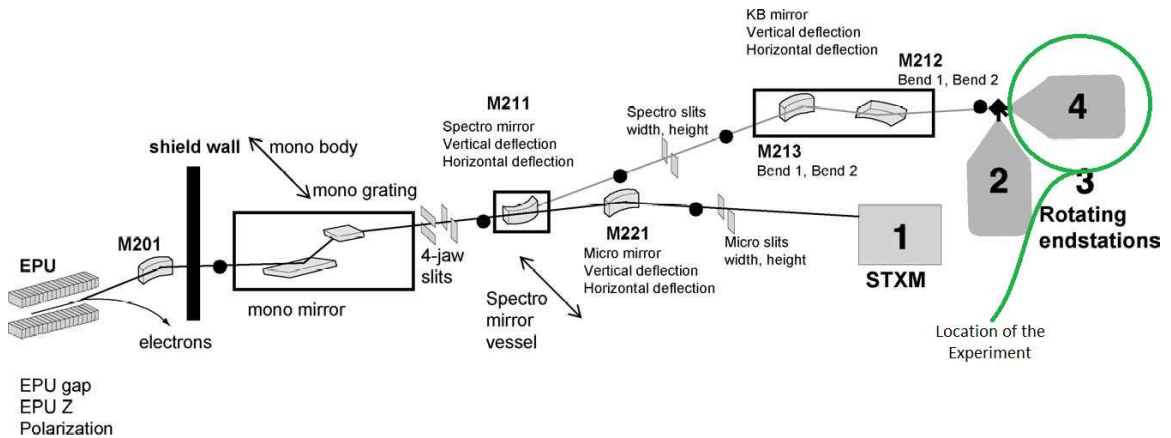 KB mirror
Vertical deflection
Horizontal deflection
M212
Bend 1, Bend 2
4
M211
Spectro mirror
Vertical deflection
Horizontal deflection
Spectro slits
width, height
shield wall
mono body
mono grating
M213
Bend 1, Bend 2
2
3
Rotating
endstations
M201
4-jaw
slits
M221
Micro mirror
Vertical deflection
Horizontal deflection
Micro slits
width, height
1
STXM
EPU
mono mirror
Spectro
mirror
vessel
electrons
Location of the
Experiment
EPU gap
EPU Z
Polarization